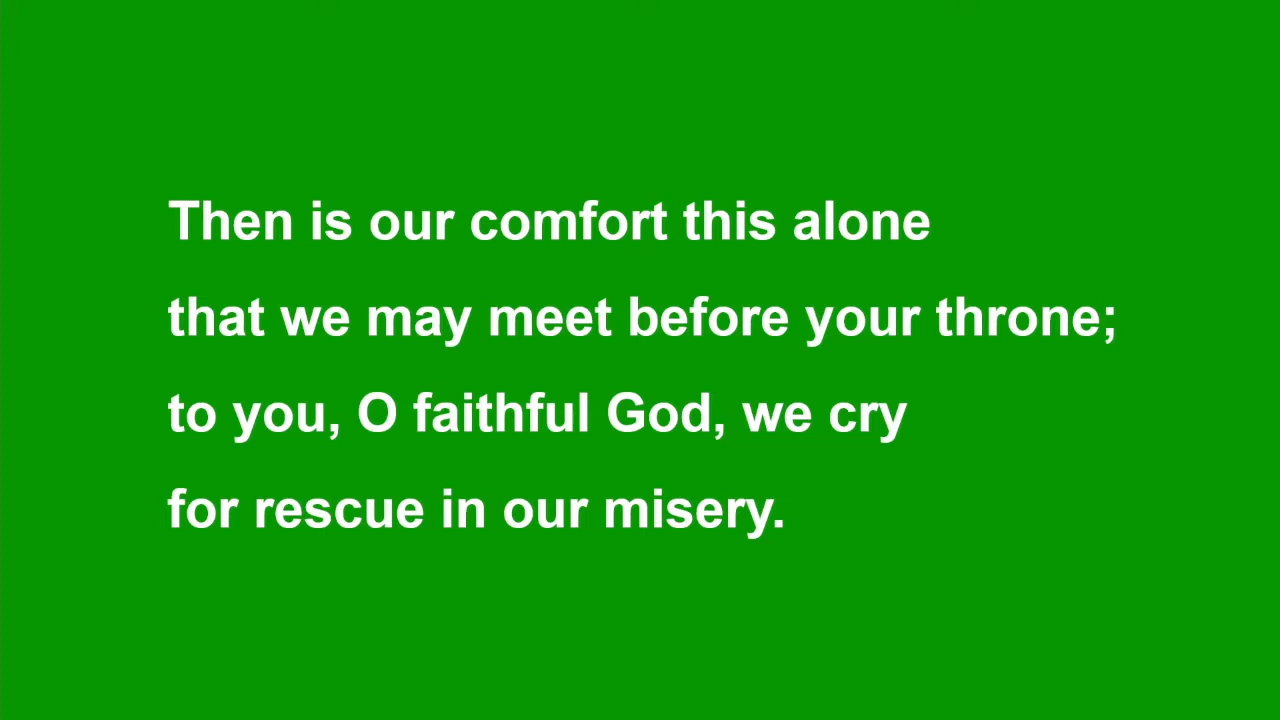 Then is our comfort this alone
that we may meet before your throne;
to you, O faithful God, we cry
for rescue in our misery.